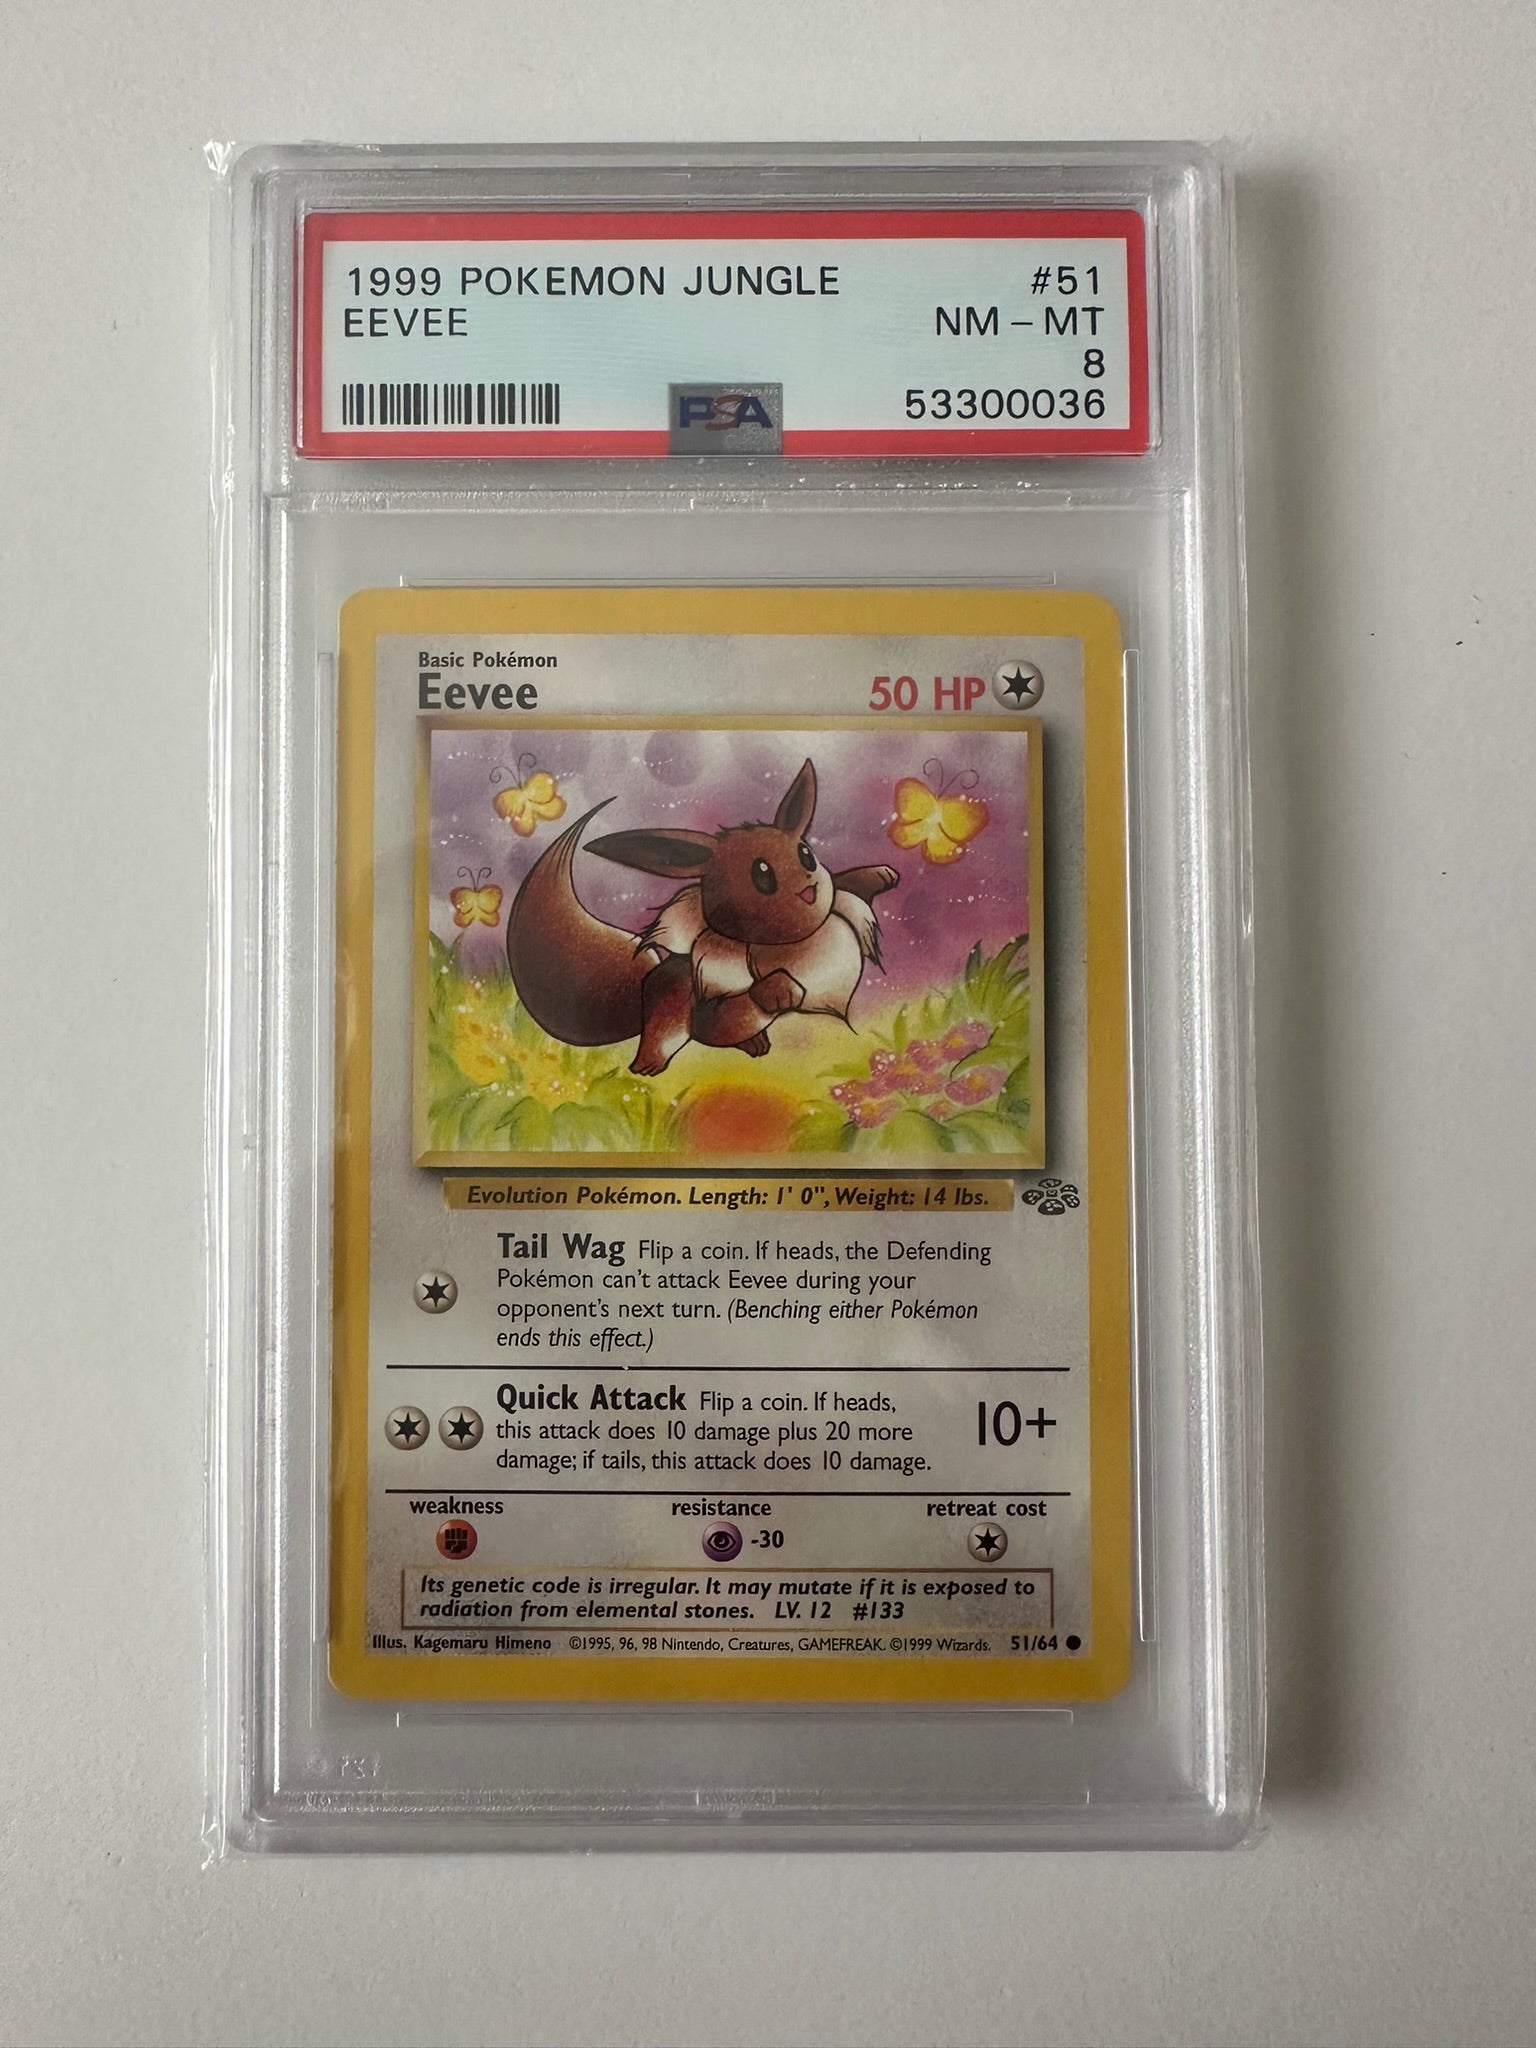 1999 POKEMON JUNGLE #51
EEVEE NM - MT
8
PSA 53300036
Basic Pokémon
Eevee 50 HP
Evolution Pokémon. Length: 1' 0", Weight: 14 lbs.
Tail Wag Flip a coin. If heads, the Defending
Pokémon can't attack Eevee during your
opponent's next turn. (Benching either Pokémon
ends this effect.)
Quick Attack Flip a coin. If heads,
this attack does 10 damage plus 20 more
damage; if tails, this attack does 10 damage.
10+
weakness resistance retreat cost
-30
Its genetic code is irregular. It may mutate if it is exposed to
radiation from elemental stones. LV. 12 #133
Illus. Kagemaru Himeno ©1995, 96, 98 Nintendo, Creatures, GAMEFREAK. ©1999 Wizards. 51/64